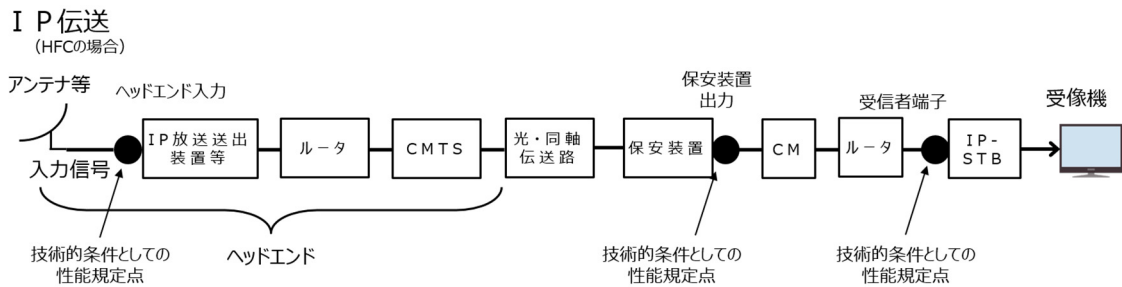 ＩＰ伝送
（HFCの場合）
アンテナ等
ヘッドエンド入力
入力信号
ＩＰ放送送出
装置等
ルータ
ＣＭＴＳ
光・同軸
伝送路
保安装置
保安装置
出力
ＣＭ
ルータ
受信者端子
ＩＰ-
ＳＴＢ
受像機
技術的条件としての
性能規定点
ヘッドエンド
技術的条件としての
性能規定点
技術的条件としての
性能規定点